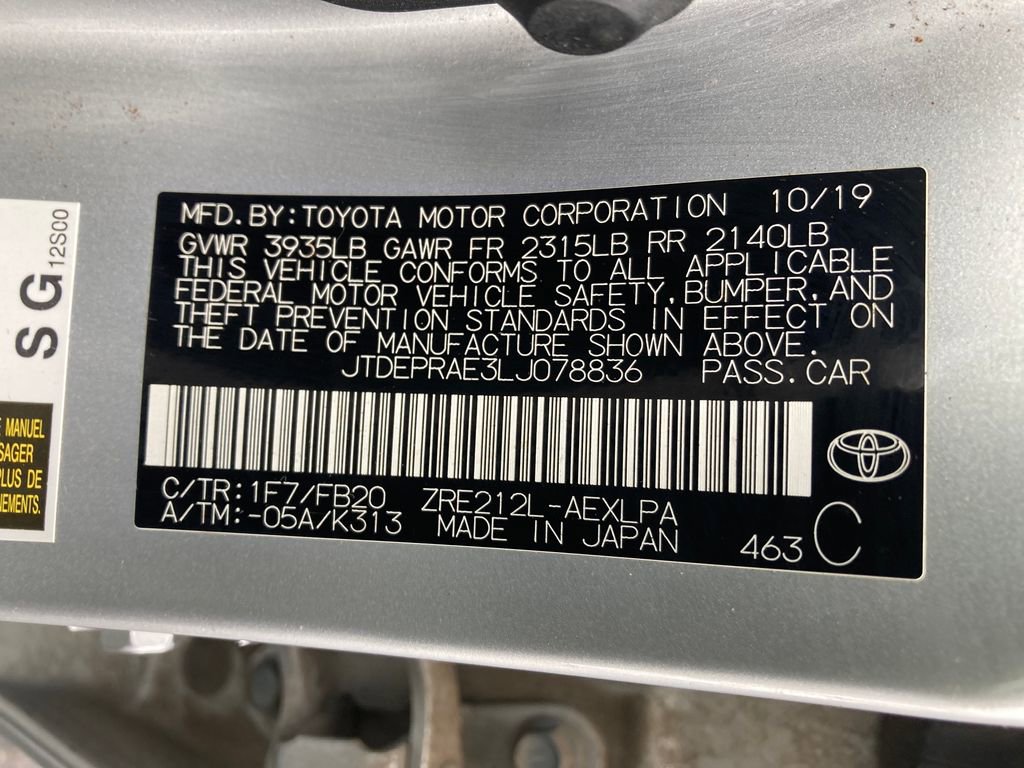 MFD.BY:TOYOTA MOTOR CORPORATION 10/19
GVWR 3935LB GAWR FR 2315LB RR 2140LB
THIS VEHICLE CONFORMS TO ALL APPLICABLE
FEDERAL MOTOR VEHICLE SAFETY,BUMPER,AND
THEFT PREVENTION STANDARDS IN EFFECT ON
THE DATE OF MANUFACTURE SHOWN ABOVE.
JTDEPRAE3LJ078836 PASS.CAR
C/TR:1F7/FB20 ZRE212L-AEXLPA
A/TM:-05A/K313 MADE IN JAPAN
463 C
SG 12S00
MANUEL
PLUS DE